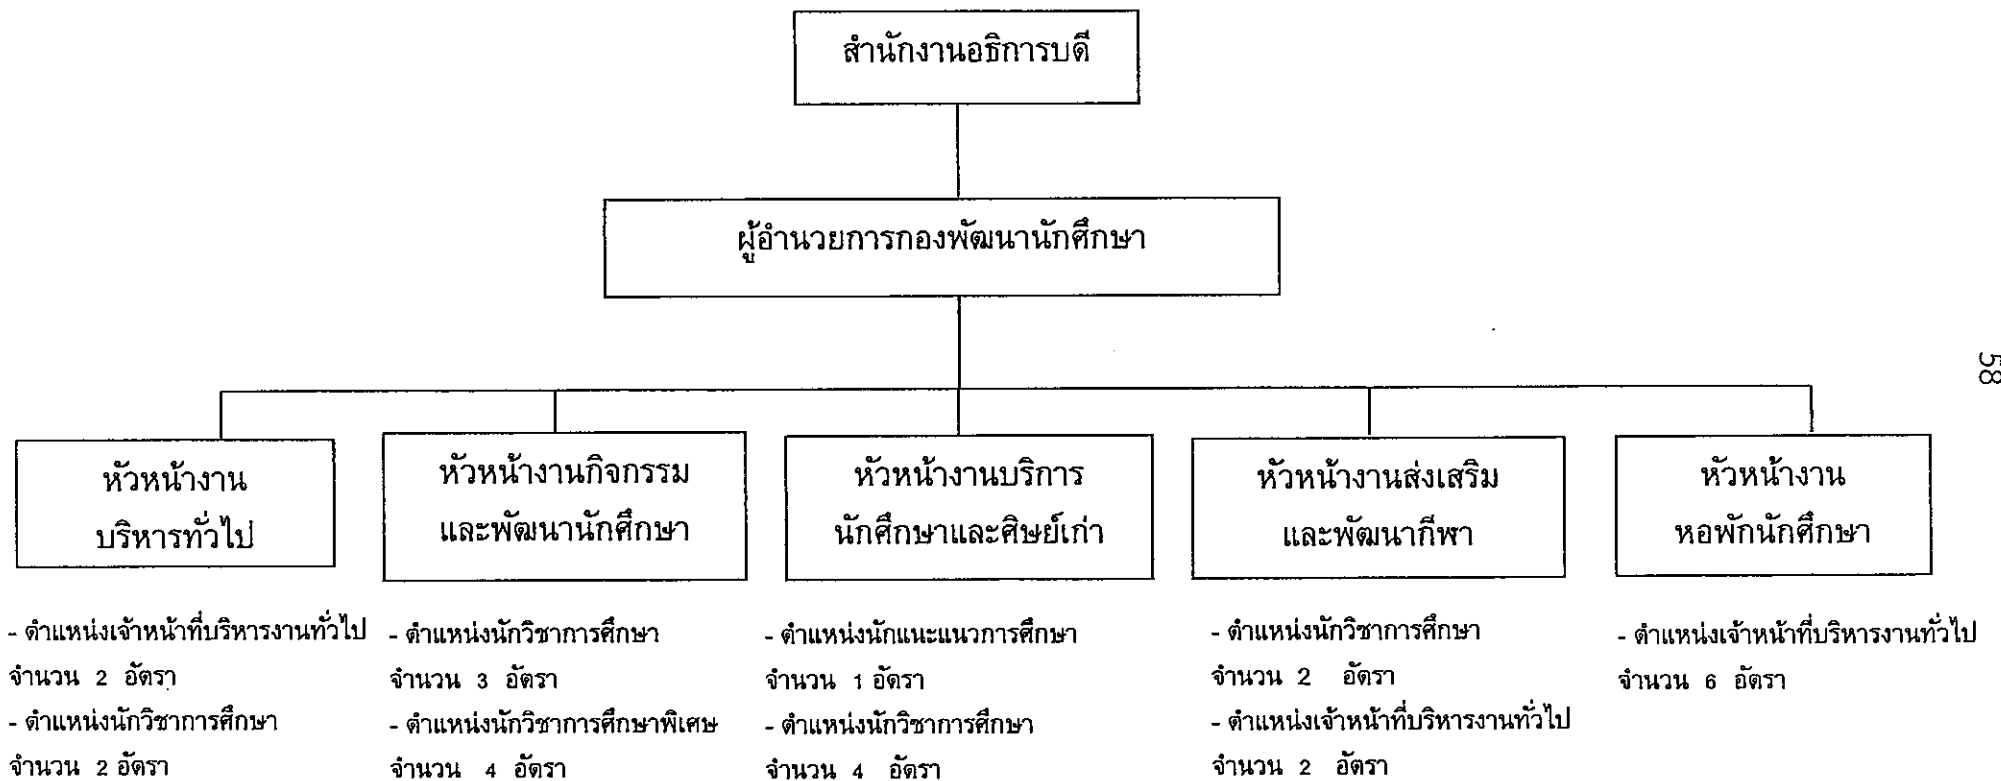 สำนักงานอธิการบดี
ผู้อำนวยการกองพัฒนานักศึกษา
58
หัวหน้างาน
บริหารทั่วไป
หัวหน้างานกิจกรรม
และพัฒนานักศึกษา
หัวหน้างานบริการ
นักศึกษาและศิษย์เก่า
หัวหน้างานส่งเสริม
และพัฒนากีฬา
หัวหน้างาน
หอพักนักศึกษา
- ตำแหน่งเจ้าหน้าที่บริหารงานทั่วไป
จำนวน 2 อัตรา
- ตำแหน่งนักวิชาการศึกษา
จำนวน 2 อัตรา
- ตำแหน่งนักวิชาการศึกษา
จำนวน 3 อัตรา
- ตำแหน่งนักวิชาการศึกษาพิเศษ
จำนวน 4 อัตรา
- ตำแหน่งนักแนะแนวการศึกษา
จำนวน 1 อัตรา
- ตำแหน่งนักวิชาการศึกษา
จำนวน 4 อัตรา
- ตำแหน่งนักวิชาการศึกษา
จำนวน 2 อัตรา
- ตำแหน่งเจ้าหน้าที่บริหารงานทั่วไป
จำนวน 2 อัตรา
- ตำแหน่งเจ้าหน้าที่บริหารงานทั่วไป
จำนวน 6 อัตรา